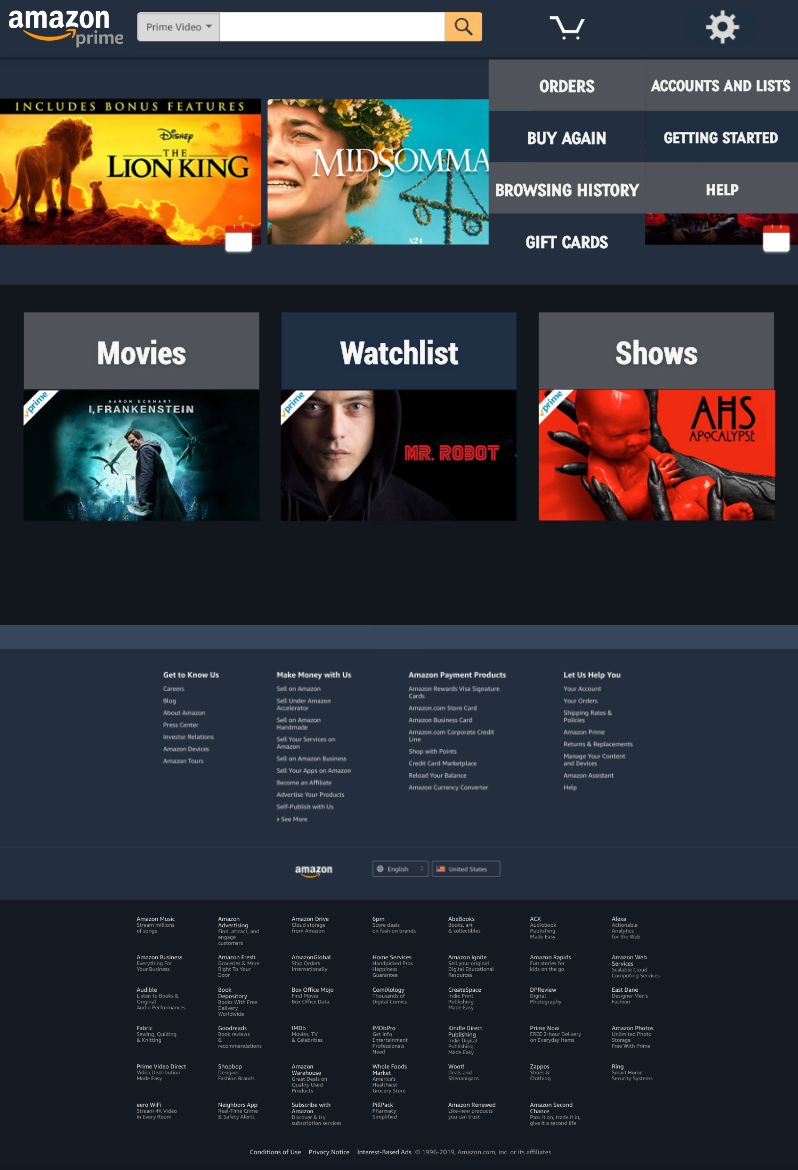 amazon
prime
Prime Video
ORDERS
ACCOUNTS AND LISTS
BUY AGAIN
GETTING STARTED
BROWSING HISTORY
HELP
GIFT CARDS
INCLUDES BONUS FEATURES
Disney
THE
LION KING
MIDSOMMA
A24
Movies
Watchlist
Shows
prime
AARON ECKHART
I, FRANKENSTEIN
prime
MR. ROBOT
prime
AHS
APOCALYPSE
Get to Know Us
Careers
Blog
About Amazon
Press Center
Investor Relations
Amazon Devices
Amazon Tours
Make Money with Us
Sell on Amazon
Sell Under Amazon
Accelerator
Sell on Amazon
Handmade
Sell Your Services on
Amazon
Sell on Amazon Business
Sell Your Apps on Amazon
Become an Affiliate
Advertise Your Products
Self-Publish with Us
› See More
Amazon Payment Products
Amazon Rewards Visa Signature
Cards
Amazon.com Store Card
Amazon Business Card
Amazon.com Corporate Credit
Line
Shop with Points
Credit Card Marketplace
Reload Your Balance
Amazon Currency Converter
Let Us Help You
Your Account
Your Orders
Shipping Rates &
Policies
Amazon Prime
Returns & Replacements
Manage Your Content
and Devices
Amazon Assistant
Help
amazon
English
United States
Amazon Music
Stream millions
of songs
Amazon
Advertising
Find, attract, and
engage
customers
Amazon Drive
Cloud storage
from Amazon
6pm
Score deals
on fashion brands
AbeBooks
Books, art
& collectibles
ACX
Audiobook
Publishing
Made Easy
Alexa
Actionable
Analytics
for the Web
Amazon Business
Everything For
Your Business
Amazon Fresh
Groceries & More
Right To Your
Door
AmazonGlobal
Ship Orders
Internationally
Home Services
Handpicked Pros
Happiness
Guarantee
Amazon Ignite
Sell your original
Digital Educational
Resources
Amazon Rapids
Fun stories for
kids on the go
Amazon Web
Services
Scalable Cloud
Computing Services
Audible
Listen to Books &
Original
Audio Performances
Book
Depository
Books With Free
Delivery
Worldwide
Box Office Mojo
Find Movie
Box Office Data
ComiXology
Thousands of
Digital Comics
CreateSpace
Indie Print
Publishing
Made Easy
DPReview
Digital
Photography
East Dane
Designer Men's
Fashion
Fabric
Sewing, Quilting
& Knitting
Goodreads
Book reviews
&
recommendations
IMDb
Movies, TV
& Celebrities
IMDbPro
Get Info
Entertainment
Professionals
Need
Kindle Direct
Publishing
Indie Digital
Publishing
Made Easy
Prime Now
FREE 2-hour Delivery
on Everyday Items
Amazon Photos
Unlimited Photo
Storage
Free With Prime
Prime Video Direct
Video Distribution
Made Easy
Shopbop
Designer
Fashion Brands
Amazon
Warehouse
Great Deals on
Quality Used
Products
Whole Foods
Market
America's
Healthiest
Grocery Store
Woot!
Deals and
Shenanigans
Zappos
Shoes &
Clothing
Ring
Smart Home
Security Systems
eero WiFi
Stream 4K Video
in Every Room
Neighbors App
Real-Time Crime
& Safety Alerts
Subscribe with
Amazon
Discover & try
subscription services
PillPack
Pharmacy
Simplified
Amazon Renewed
Like-new products
you can trust
Amazon Second
Chance
Pass it on, trade it in,
give it a second life
Conditions of Use Privacy Notice Interest-Based Ads © 1996-2019, Amazon.com, Inc. or its affiliates